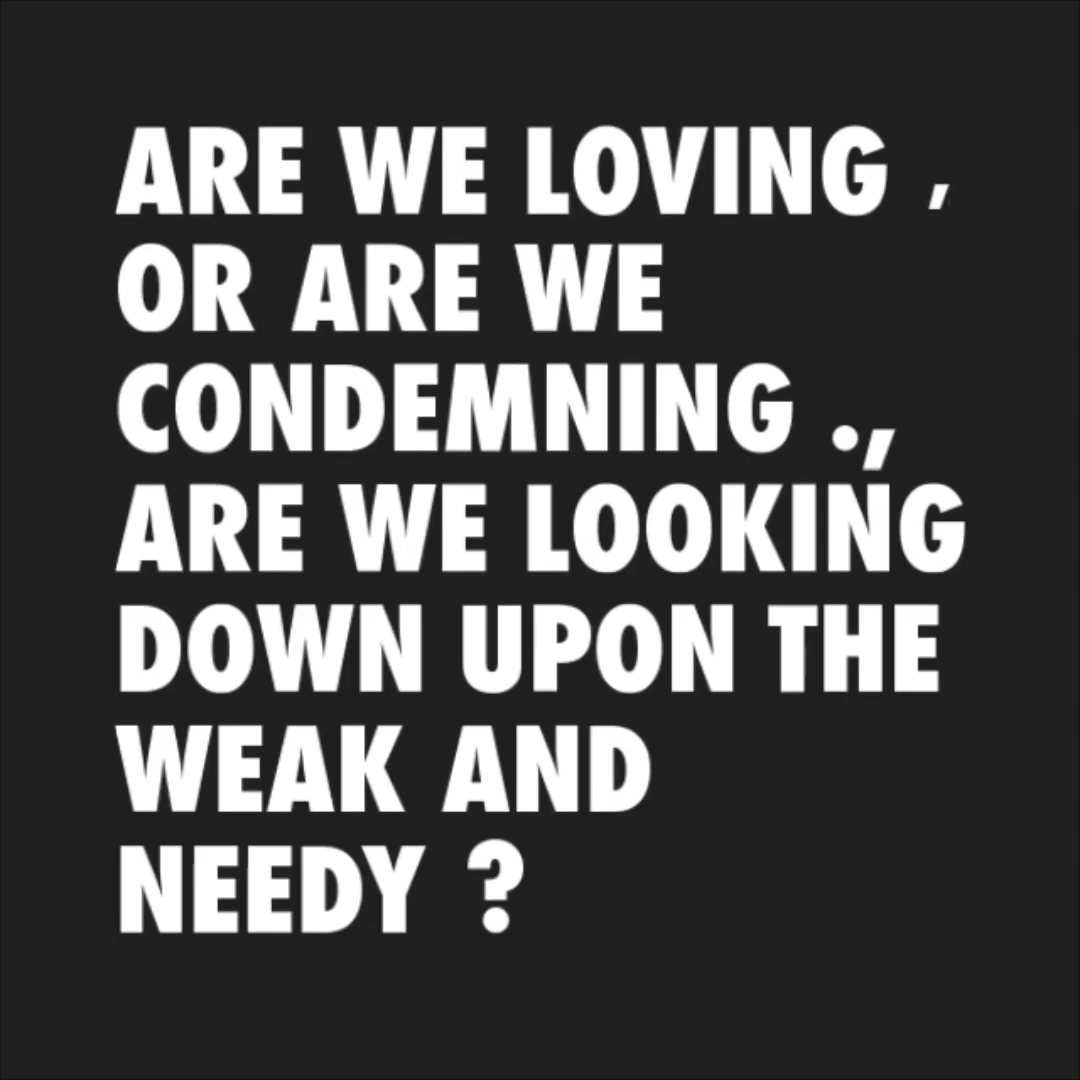 ARE WE LOVING ,
OR ARE WE
CONDEMNING .,
ARE WE LOOKING
DOWN UPON THE
WEAK AND
NEEDY ?